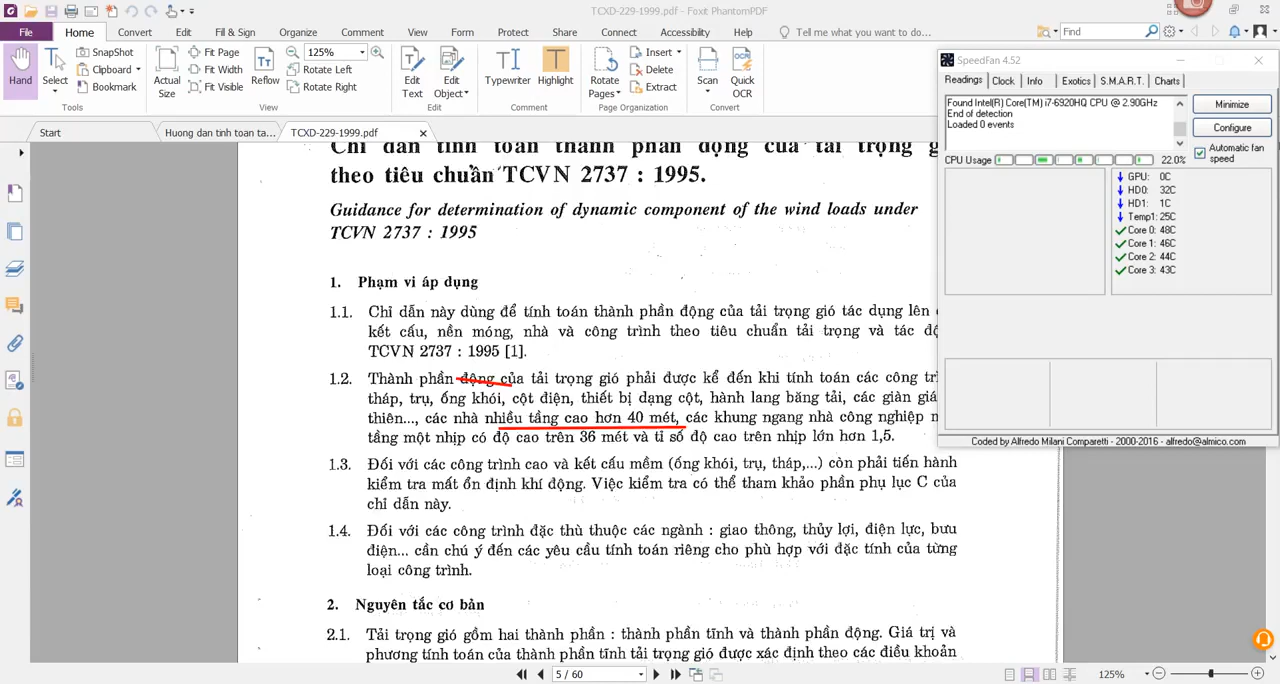 TCXD-229-1999.pdf - Foxit PhantomPDF
File Home Convert Edit Organize Fill & Sign Comment View Form Protect Share Connect Accessibility Help Tell me what you want to do... Find
Hand
Select
SnapShot
Clipboard
Bookmark
Tools
Actual Size
Fit Page
Fit Width
Fit Visible
Reflow
125%
Rotate Left
Rotate Right
View
Edit Text
Edit Object
Edit
Typewriter
Highlight
Comment
Rotate Pages
Insert
Delete
Extract
Page Organization
Scan
Quick OCR
Convert
Start Huong dan tinh toan ta... TCXD-229-1999.pdf
Chỉ dẫn tính toán thành phần động của tải trọng g
theo tiêu chuẩn TCVN 2737 : 1995.
Guidance for determination of dynamic component of the wind loads under
TCVN 2737 : 1995
1. Phạm vi áp dụng
1.1. Chỉ dẫn này dùng để tính toán thành phần động của tải trọng gió tác dụng lên
kết cấu, nền móng, nhà và công trình theo tiêu chuẩn tải trọng và tác
TCVN 2737 : 1995 [1].
1.2. Thành phần động của tải trọng gió phải được kể đến khi tính toán các công
tháp, trụ, ống khói, cột điện, thiết bị dạng cột, hành lang băng tải, các giàn
thiên..., các nhà nhiều tầng cao hơn 40 mét, các khung ngang nhà công nghiệp
tầng một nhịp có độ cao trên 36 mét và tỉ số độ cao trên nhịp lớn hơn 1,5.
1.3. Đối với các công trình cao và kết cấu mềm (ống khói, trụ, tháp,...) còn phải tiến hành
kiểm tra mất ổn định khí động. Việc kiểm tra có thể tham khảo phần phụ lục C của
chỉ dẫn này.
1.4. Đối với các công trình đặc thù thuộc các ngành : giao thông, thủy lợi, điện lực, bưu
điện... cần chú ý đến các yêu cầu tính toán riêng cho phù hợp với đặc tính của từng
loại công trình.
2. Nguyên tắc cơ bản
2.1. Tải trọng gió gồm hai thành phần : thành phần tĩnh và thành phần động. Giá trị và
phương tính toán của thành phần tĩnh tải trọng gió được xác định theo các điều khoản
5 / 60
125%
SpeedFan 4.52
Readings Clock Info Exotics S.M.A.R.T. Charts
Found Intel(R) Core(TM) i7-6920HQ CPU @ 2.90GHz
End of detection
Loaded 0 events
Minimize
Configure
CPU Usage 22.0%
Automatic fan speed
GPU: 0C
HD0: 32C
HD1: 1C
Temp1: 25C
Core 0: 48C
Core 1: 46C
Core 2: 44C
Core 3: 43C
Coded by Alfredo Milani Comparetti - 2000-2016 - alfredo@almico.com